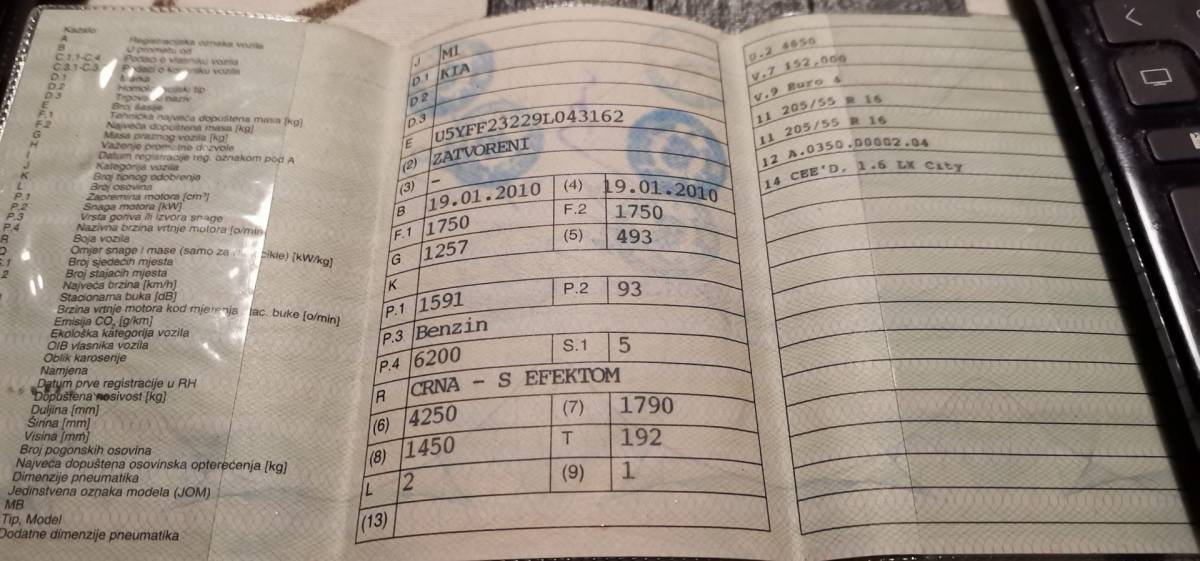 Kazalo:
A Registracijska oznaka vozila
B U prometu od
C.1.1-C.4 Podaci o vlasniku vozila
C.3.1-C.3 Podaci o korisniku vozila
D.1 Marka
D.2 Homologacijski tip
D.3 Trgovački naziv
E Broj šasije
F.1 Tehnička najveća dopuštena masa [kg]
F.2 Najveća dopuštena masa [kg]
G Masa praznog vozila [kg]
H Važenje prometne dozvole
I Datum registracije reg. oznakom pod A
J Kategorija vozila
K Broj tipnog odobrenja
L Broj osovina
P.1 Zapremina motora [cm³]
P.2 Snaga motora [kW]
P.3 Vrsta goriva ili izvora snage
P.4 Nazivna brzina vrtnje motora [o/min]
R Boja vozila
Q Omjer snage i mase (samo za [kW/kg]
.1 Broj sjedećih mjesta
.2 Broj stajaćih mjesta
Najveća brzina [km/h]
Stacionarna buka [dB]
Brzina vrtnje motora kod mjerenja stac. buke [o/min]
Emisija CO₂ [g/km]
Ekološka kategorija vozila
OIB vlasnika vozila
Oblik karoserije
Namjena
Datum prve registracije u RH
Dopuštena nosivost [kg]
Duljina [mm]
Širina [mm]
Visina [mm]
Broj pogonskih osovina
Najveća dopuštena osovinska opterećenja [kg]
Dimenzije pneumatika
Jedinstvena oznaka modela (JOM)
MB
Tip, Model
Dodatne dimenzije pneumatika
J M1
D.1 KIA
D.2
D.3
E U5YFF23229L043162
(2) ZATVORENI
(3) -
B 19.01.2010 (4) 19.01.2010
F.1 1750 F.2 1750
G 1257 (5) 493
K
P.1 1591 P.2 93
P.3 Benzin
P.4 6200 S.1 5
R CRNA - S EFEKTOM
(6) 4250 (7) 1790
(8) 1450 T 192
L 2 (9) 1
(13)
U.2 4650
V.7 152,000
V.9 Euro 4
11 205/55 R 16
11 205/55 R 16
12 A.0350.00002.04
14 CEE'D, 1.6 LX City